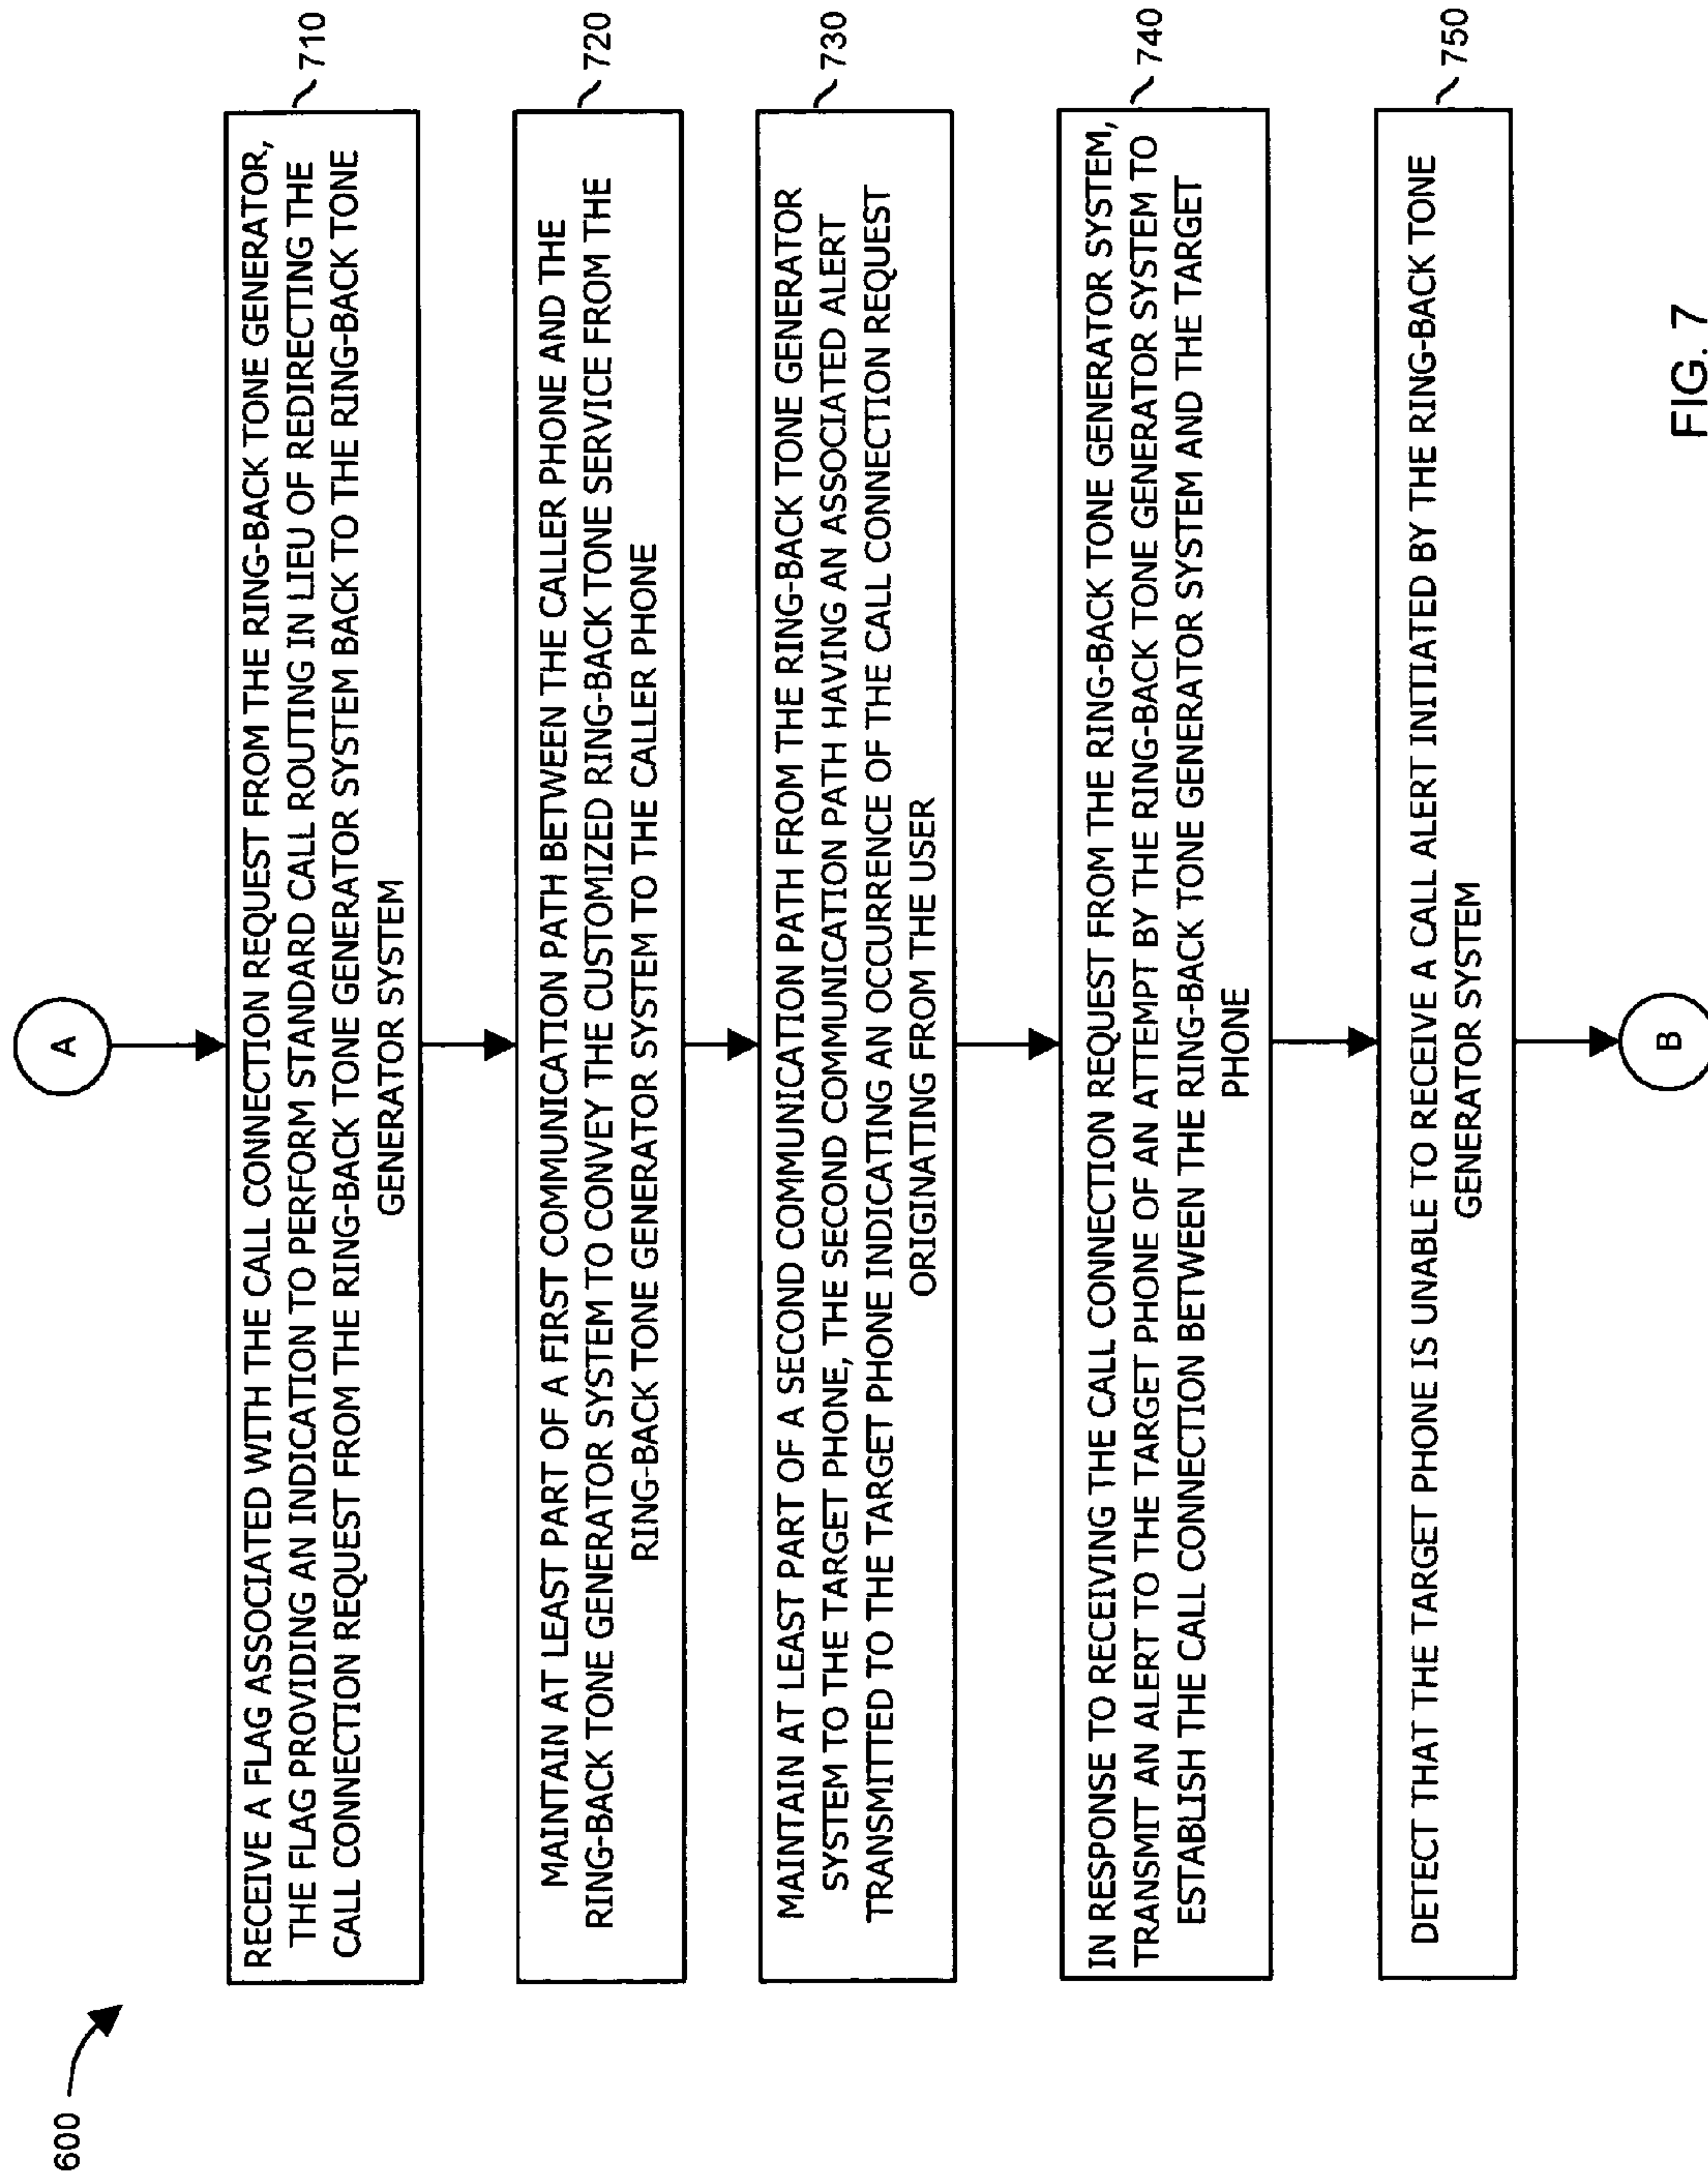 600
A
RECEIVE A FLAG ASSOCIATED WITH THE CALL CONNECTION REQUEST FROM THE RING-BACK TONE GENERATOR,
THE FLAG PROVIDING AN INDICATION TO PERFORM STANDARD CALL ROUTING IN LIEU OF REDIRECTING THE
CALL CONNECTION REQUEST FROM THE RING-BACK TONE GENERATOR SYSTEM BACK TO THE RING-BACK TONE
GENERATOR SYSTEM
710
MAINTAIN AT LEAST PART OF A FIRST COMMUNICATION PATH BETWEEN THE CALLER PHONE AND THE
RING-BACK TONE GENERATOR SYSTEM TO CONVEY THE CUSTOMIZED RING-BACK TONE SERVICE FROM THE
RING-BACK TONE GENERATOR SYSTEM TO THE CALLER PHONE
720
MAINTAIN AT LEAST PART OF A SECOND COMMUNICATION PATH FROM THE RING-BACK TONE GENERATOR
SYSTEM TO THE TARGET PHONE, THE SECOND COMMUNICATION PATH HAVING AN ASSOCIATED ALERT
TRANSMITTED TO THE TARGET PHONE INDICATING AN OCCURRENCE OF THE CALL CONNECTION REQUEST
ORIGINATING FROM THE USER
730
IN RESPONSE TO RECEIVING THE CALL CONNECTION REQUEST FROM THE RING-BACK TONE GENERATOR SYSTEM,
TRANSMIT AN ALERT TO THE TARGET PHONE OF AN ATTEMPT BY THE RING-BACK TONE GENERATOR SYSTEM TO
ESTABLISH THE CALL CONNECTION BETWEEN THE RING-BACK TONE GENERATOR SYSTEM AND THE TARGET
PHONE
740
DETECT THAT THE TARGET PHONE IS UNABLE TO RECEIVE A CALL ALERT INITIATED BY THE RING-BACK TONE
GENERATOR SYSTEM
750
B
FIG. 7